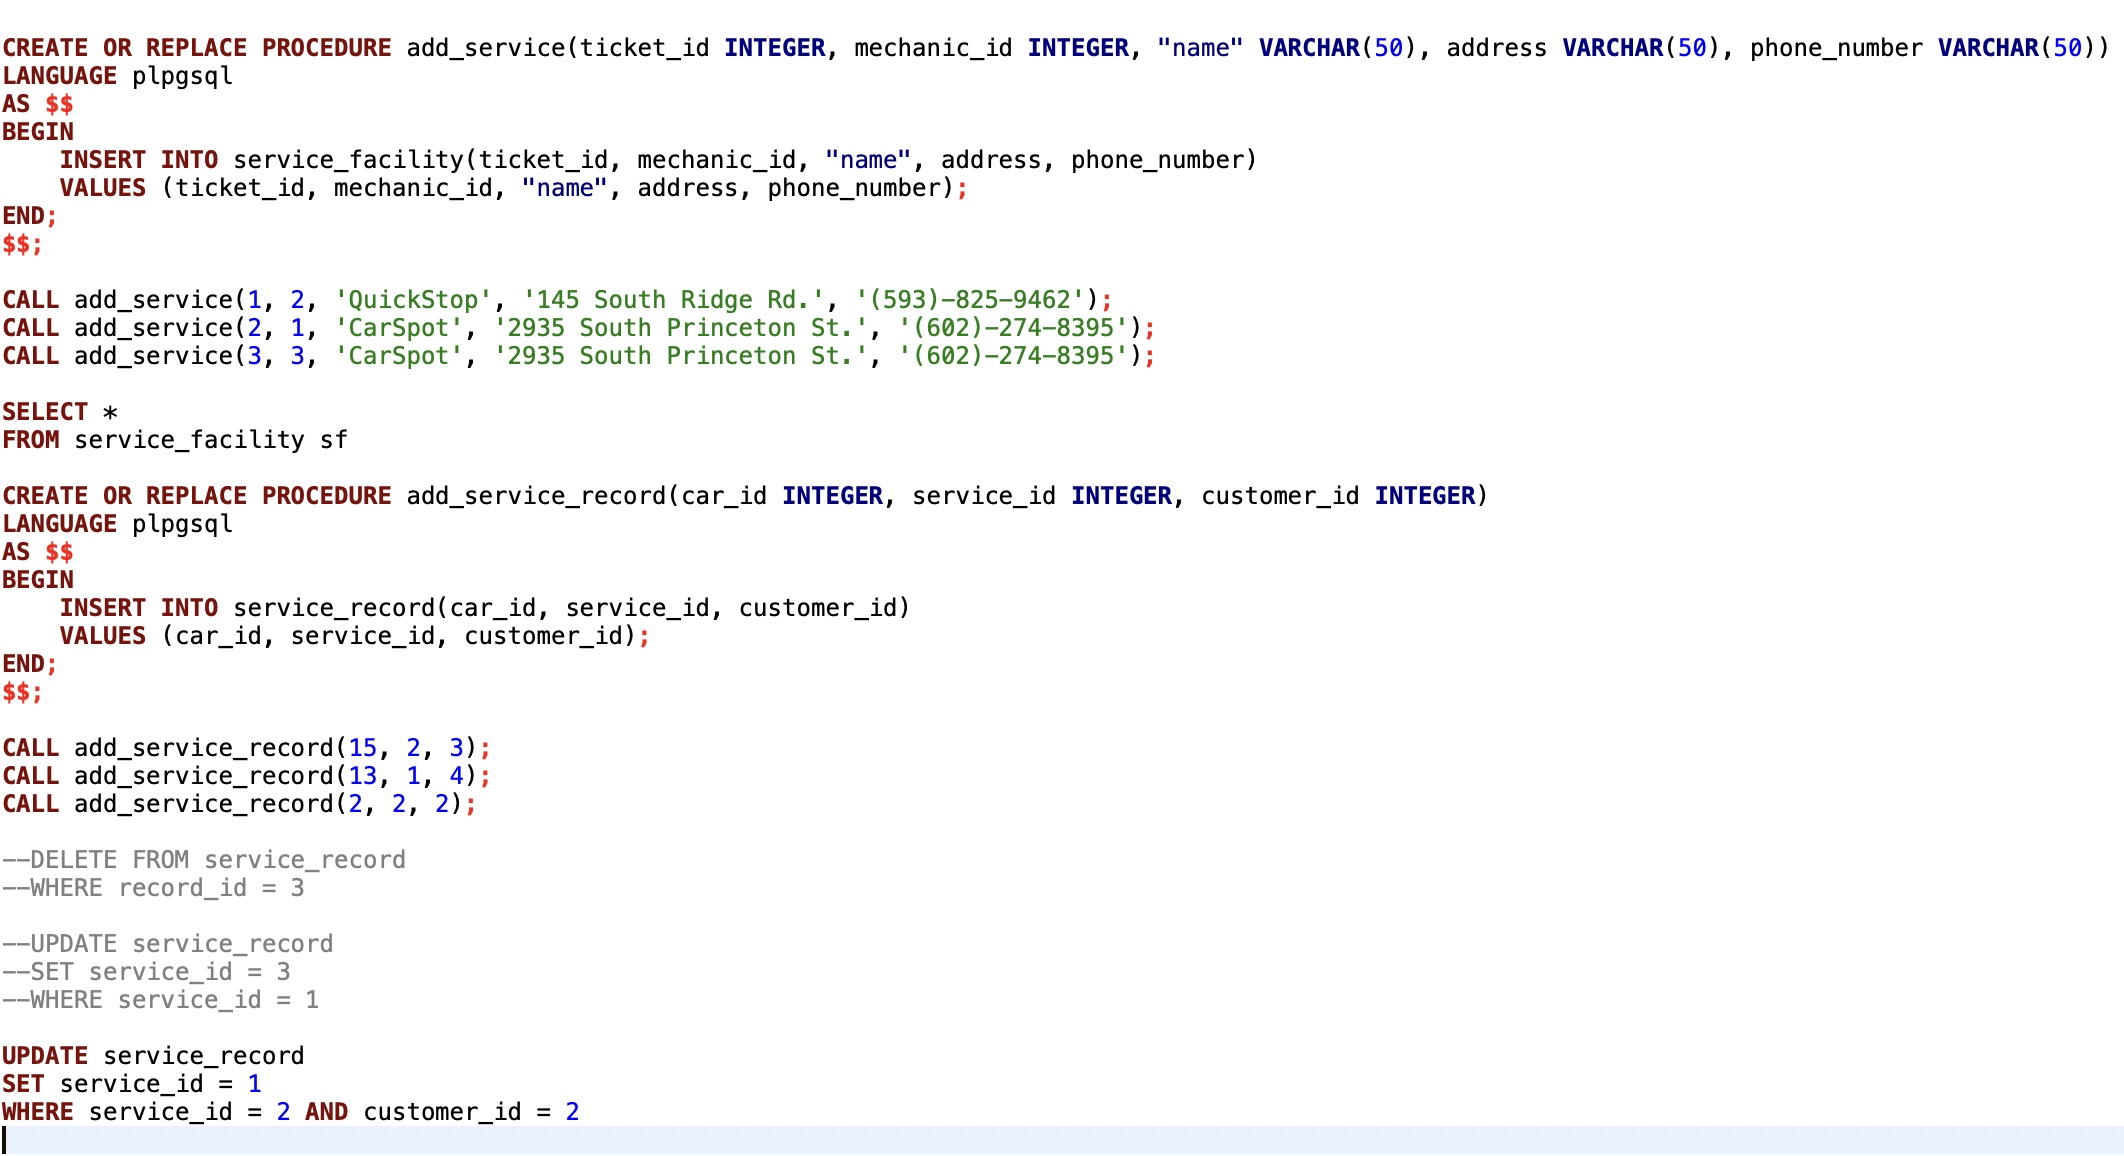 CREATE OR REPLACE PROCEDURE add_service(ticket_id INTEGER, mechanic_id INTEGER, "name" VARCHAR(50), address VARCHAR(50), phone_number VARCHAR(50))
LANGUAGE plpgsql
AS $$
BEGIN
    INSERT INTO service_facility(ticket_id, mechanic_id, "name", address, phone_number)
    VALUES (ticket_id, mechanic_id, "name", address, phone_number);
END;
$$;

CALL add_service(1, 2, 'QuickStop', '145 South Ridge Rd.', '(593)-825-9462');
CALL add_service(2, 1, 'CarSpot', '2935 South Princeton St.', '(602)-274-8395');
CALL add_service(3, 3, 'CarSpot', '2935 South Princeton St.', '(602)-274-8395');

SELECT *
FROM service_facility sf

CREATE OR REPLACE PROCEDURE add_service_record(car_id INTEGER, service_id INTEGER, customer_id INTEGER)
LANGUAGE plpgsql
AS $$
BEGIN
    INSERT INTO service_record(car_id, service_id, customer_id)
    VALUES (car_id, service_id, customer_id);
END;
$$;

CALL add_service_record(15, 2, 3);
CALL add_service_record(13, 1, 4);
CALL add_service_record(2, 2, 2);

--DELETE FROM service_record
--WHERE record_id = 3

--UPDATE service_record
--SET service_id = 3
--WHERE service_id = 1

UPDATE service_record
SET service_id = 1
WHERE service_id = 2 AND customer_id = 2